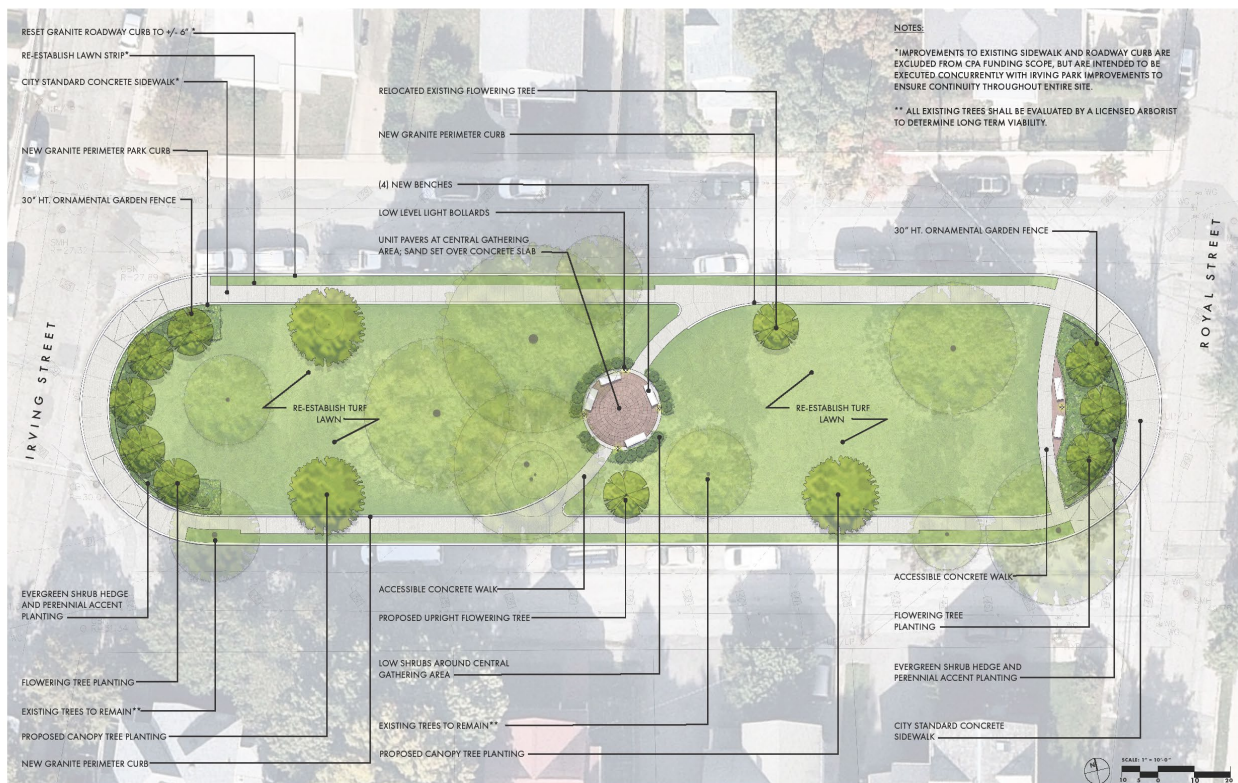 RESET GRANITE ROADWAY CURB TO +/- 6" *
RE-ESTABLISH LAWN STRIP*
CITY STANDARD CONCRETE SIDEWALK*
NEW GRANITE PERIMETER PARK CURB
30" HT. ORNAMENTAL GARDEN FENCE
RELOCATED EXISTING FLOWERING TREE
NEW GRANITE PERIMETER CURB
(4) NEW BENCHES
LOW LEVEL LIGHT BOLLARDS
UNIT PAVERS AT CENTRAL GATHERING
AREA; SAND SET OVER CONCRETE SLAB
NOTES:
*IMPROVEMENTS TO EXISTING SIDEWALK AND ROADWAY CURB ARE
EXCLUDED FROM CPA FUNDING SCOPE, BUT ARE INTENDED TO BE
EXECUTED CONCURRENTLY WITH IRVING PARK IMPROVEMENTS TO
ENSURE CONTINUITY THROUGHOUT ENTIRE SITE.
** ALL EXISTING TREES SHALL BE EVALUATED BY A LICENSED ARBORIST
TO DETERMINE LONG TERM VIABILITY.
30" HT. ORNAMENTAL GARDEN FENCE
ROYAL STREET
IRVING STREET
RE-ESTABLISH TURF
LAWN
RE-ESTABLISH TURF
LAWN
EVERGREEN SHRUB HEDGE
AND PERENNIAL ACCENT
PLANTING
FLOWERING TREE PLANTING
EXISTING TREES TO REMAIN**
PROPOSED CANOPY TREE PLANTING
NEW GRANITE PERIMETER CURB
ACCESSIBLE CONCRETE WALK
PROPOSED UPRIGHT FLOWERING TREE
LOW SHRUBS AROUND CENTRAL
GATHERING AREA
EXISTING TREES TO REMAIN**
PROPOSED CANOPY TREE PLANTING
ACCESSIBLE CONCRETE WALK
FLOWERING TREE
PLANTING
EVERGREEN SHRUB HEDGE AND
PERENNIAL ACCENT PLANTING
CITY STANDARD CONCRETE
SIDEWALK
N
SCALE: 1" = 10'-0"
10 5 0 10 20